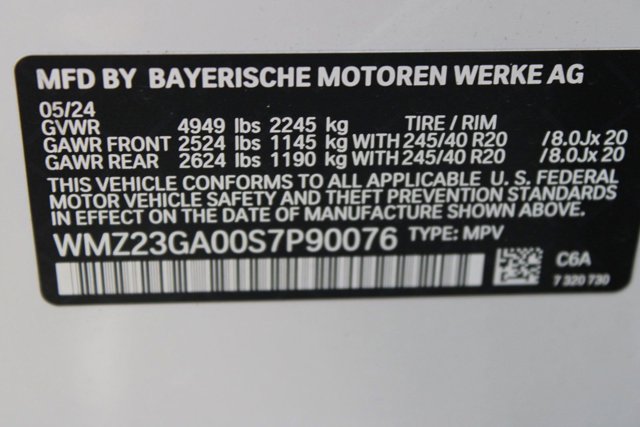 MFD BY BAYERISCHE MOTOREN WERKE AG
05/24
GVWR 4949 lbs 2245 kg TIRE / RIM
GAWR FRONT 2524 lbs 1145 kg WITH 245/40 R20 /8.0Jx 20
GAWR REAR 2624 lbs 1190 kg WITH 245/40 R20 /8.0Jx 20
THIS VEHICLE CONFORMS TO ALL APPLICABLE U. S. FEDERAL
MOTOR VEHICLE SAFETY AND THEFT PREVENTION STANDARDS
IN EFFECT ON THE DATE OF MANUFACTURE SHOWN ABOVE.
WMZ23GA00S7P90076 TYPE: MPV
C6A
7 320 730